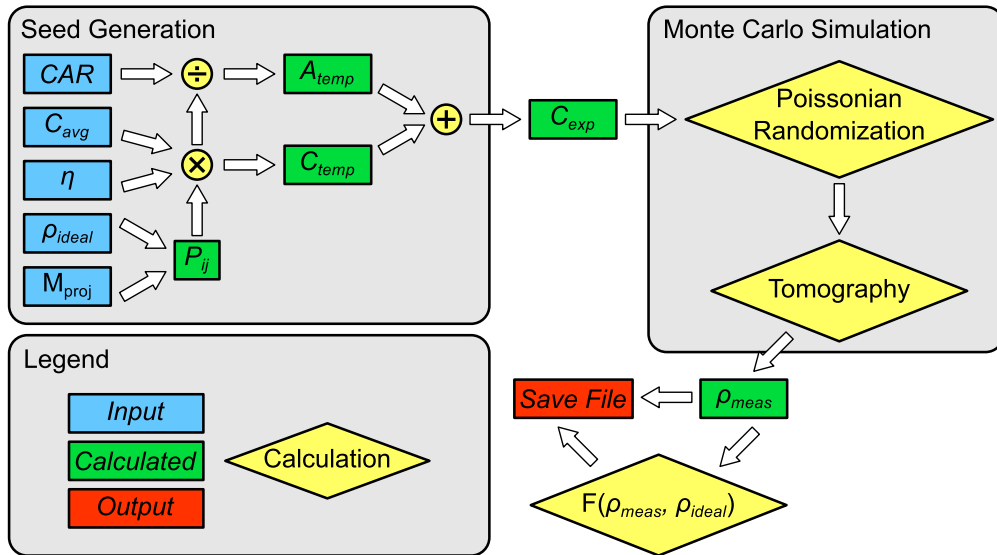 Seed Generation
CAR
÷
A_temp
C_avg
η
×
C_temp
+
ρ_ideal
M_proj
P_ij
C_exp
Monte Carlo Simulation
Poissonian
Randomization
Tomography
ρ_meas
Save File
F(ρ_meas, ρ_ideal)
Legend
Input
Calculated
Output
Calculation